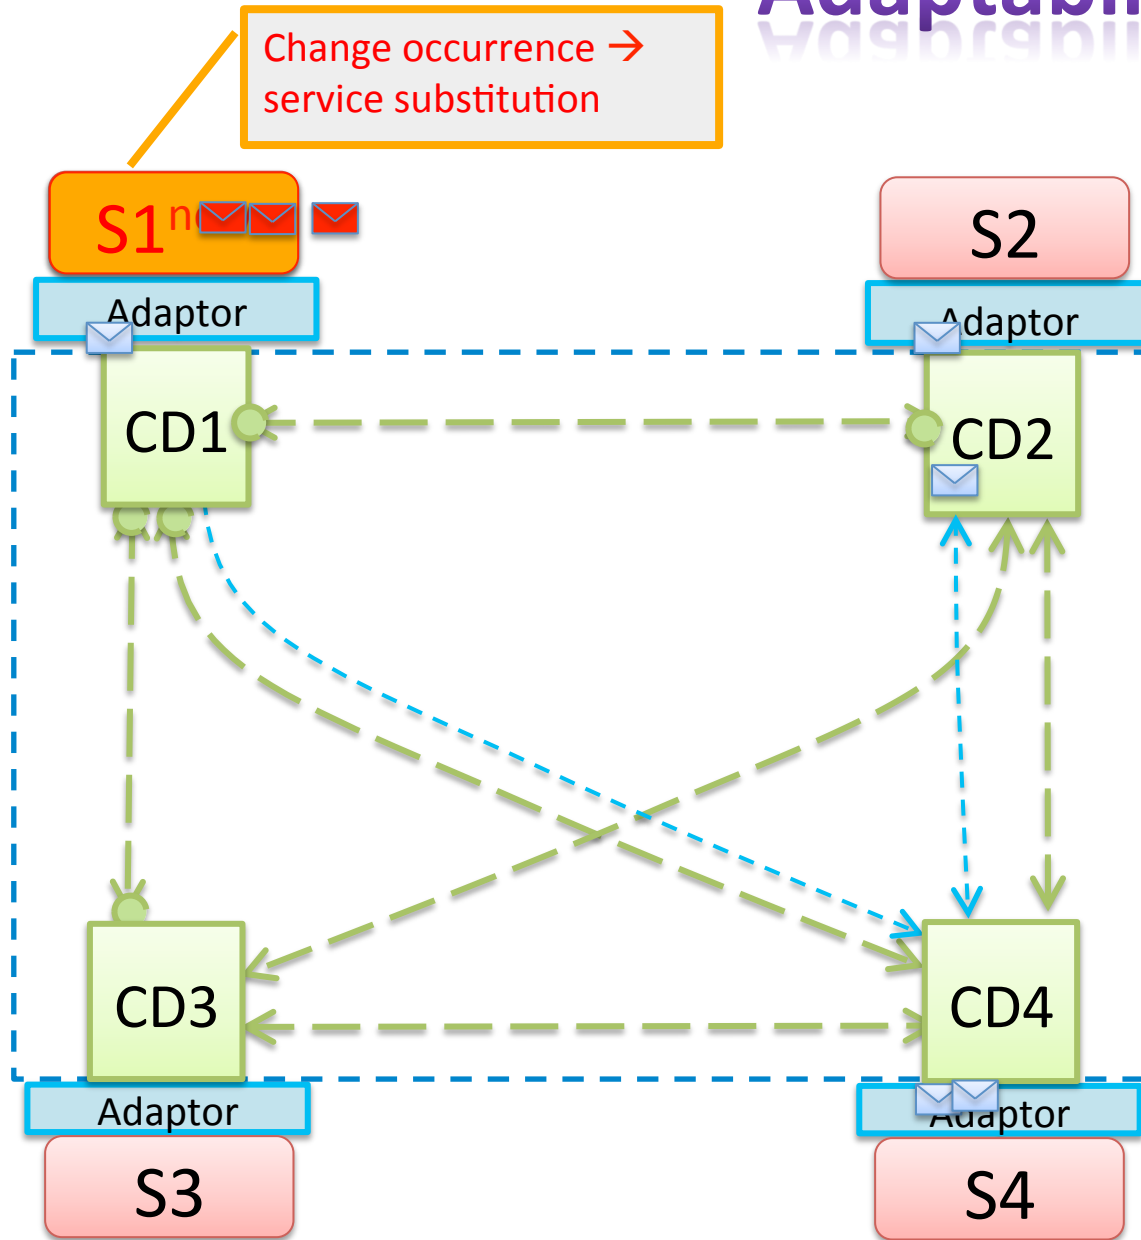 Change occurrence →
service substitution
S1
S2
Adaptor
Adaptor
CD1
CD2
CD3
CD4
Adaptor
Adaptor
S3
S4